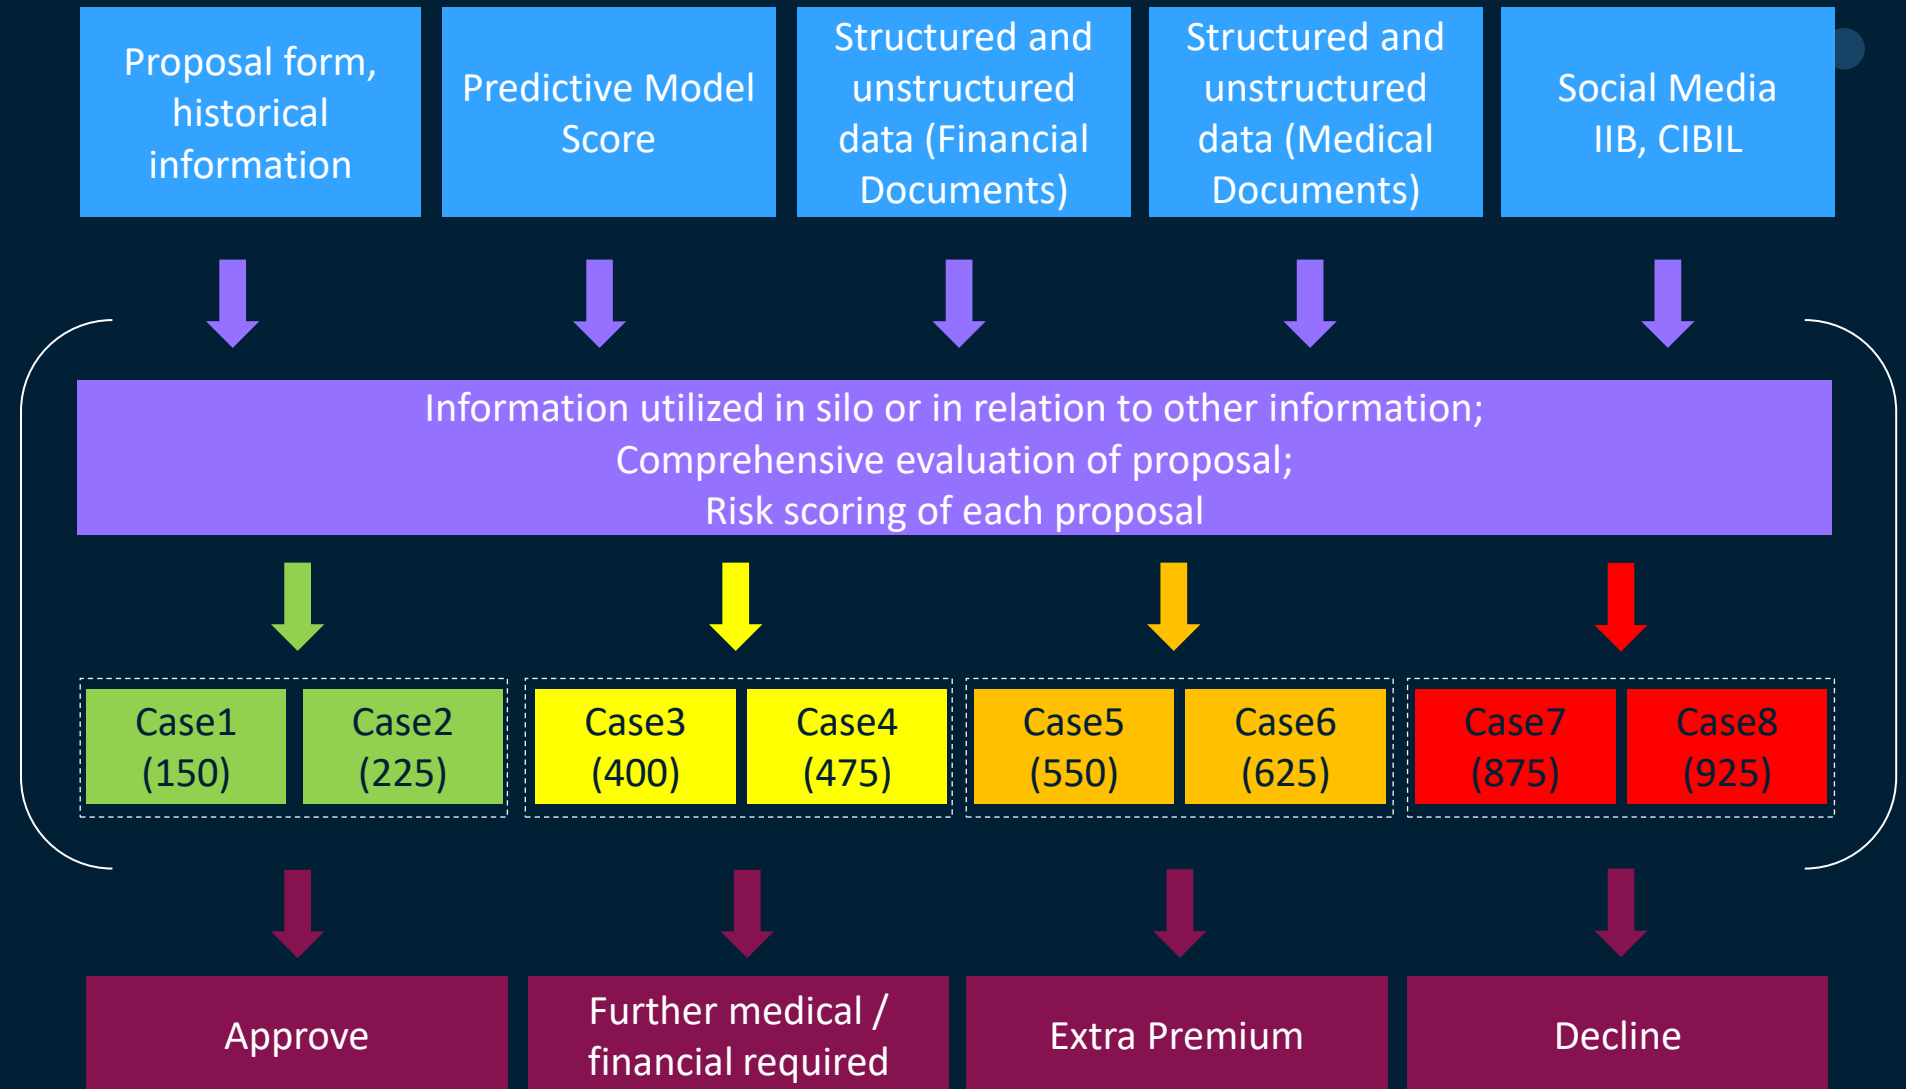 Proposal form,
historical
information
Predictive Model
Score
Structured and
unstructured
data (Financial
Documents)
Structured and
unstructured
data (Medical
Documents)
Social Media
IIB, CIBIL
Information utilized in silo or in relation to other information;
Comprehensive evaluation of proposal;
Risk scoring of each proposal
Case1
(150)
Case2
(225)
Case3
(400)
Case4
(475)
Case5
(550)
Case6
(625)
Case7
(875)
Case8
(925)
Approve
Further medical /
financial required
Extra Premium
Decline